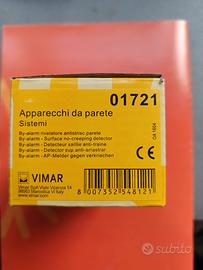 01721
Apparecchi da parete
Sistemi
By-alarm - rivelatore antistrisc.parete
By-alarm - Surface no-creeping detector
By-alarm - Detecteur saillie anti-traine
By-alarm - Detector sup.anti-arrastrar
By-alarm - AP-Melder gegen verkriechen
CE
VIMAR
Vimar SpA Viale Vicenza 14
36063 Marostica VI Italy
www.vimar.com
8 007352 548121
subito